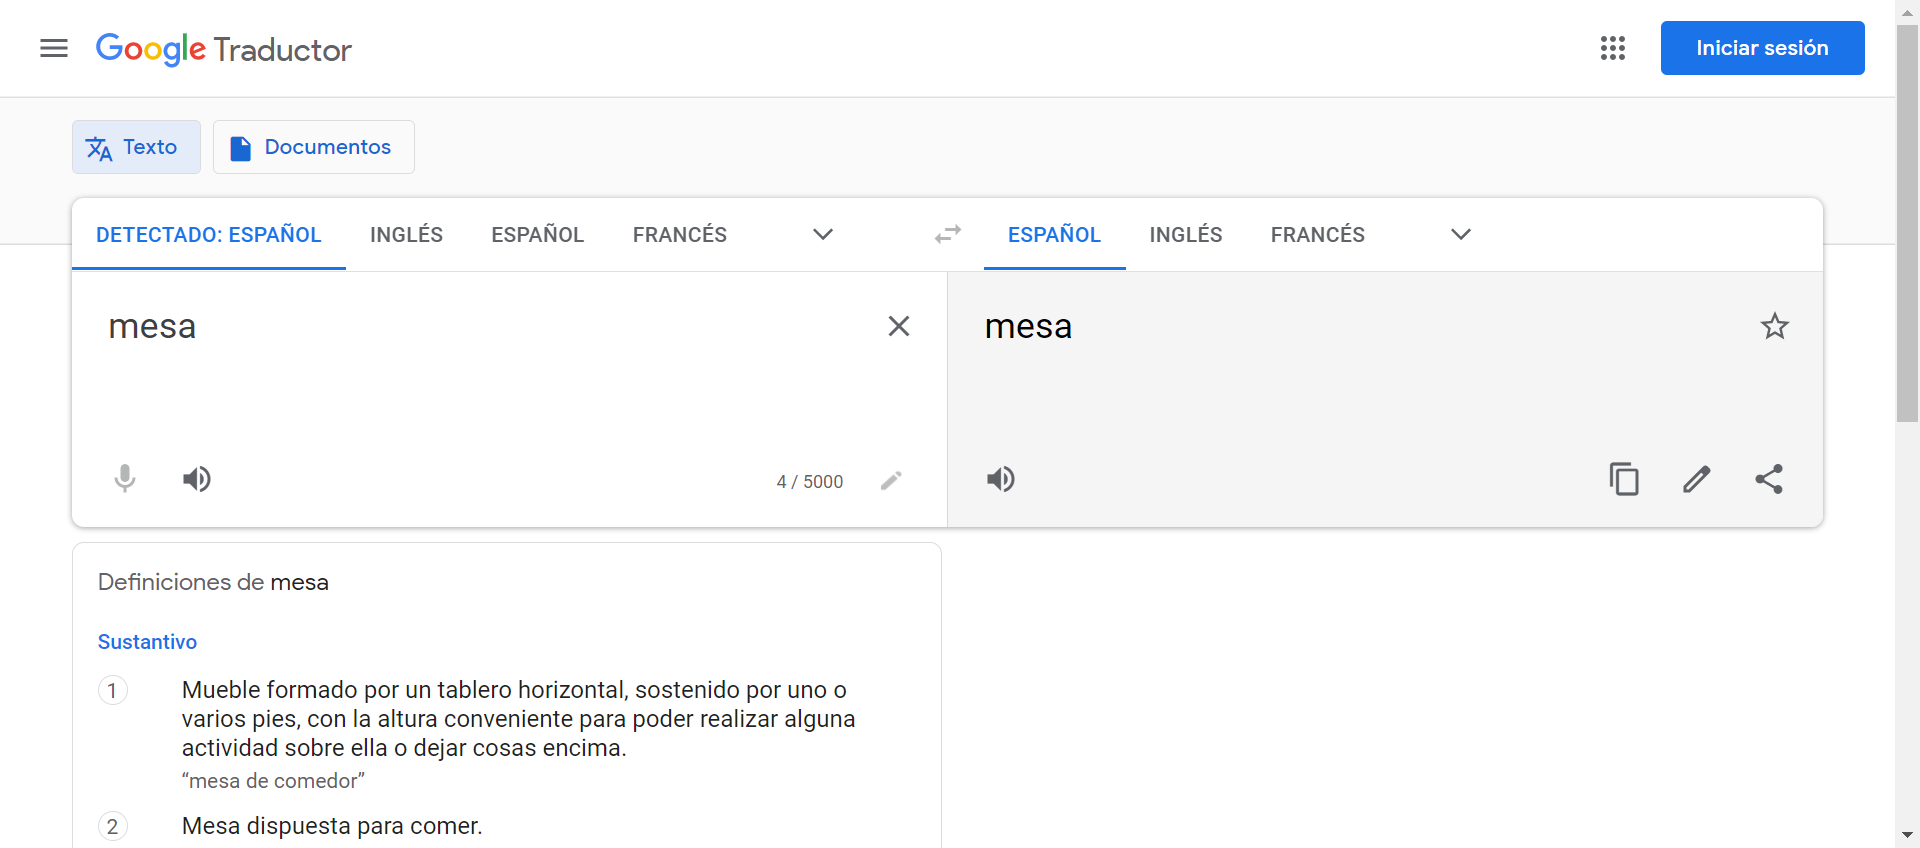 Google Traductor
Iniciar sesión
Texto
Documentos
DETECTADO: ESPAÑOL
INGLÉS
ESPAÑOL
FRANCÉS
ESPAÑOL
INGLÉS
FRANCÉS
mesa
mesa
4 / 5000
Definiciones de mesa
Sustantivo
1
Mueble formado por un tablero horizontal, sostenido por uno o
varios pies, con la altura conveniente para poder realizar alguna
actividad sobre ella o dejar cosas encima.
“mesa de comedor”
2
Mesa dispuesta para comer.